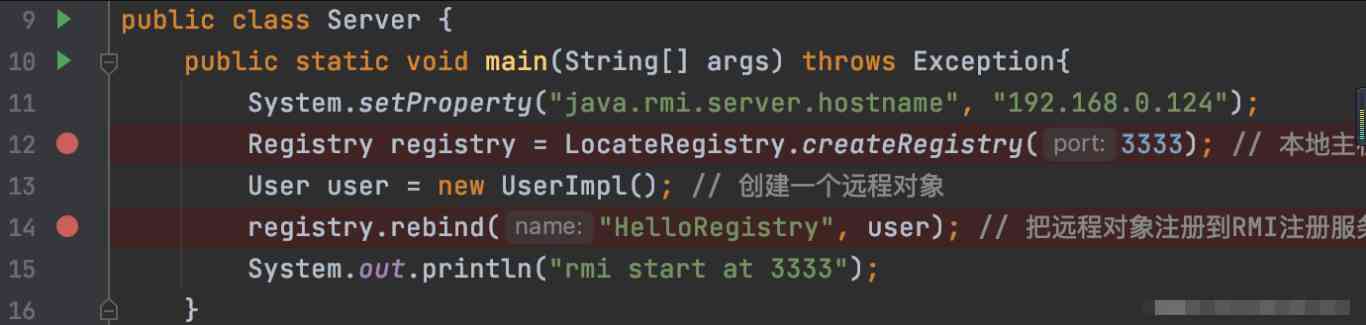 9 public class Server {
10 public static void main(String[] args) throws Exception{
11 System.setProperty("java.rmi.server.hostname", "192.168.0.124");
12 Registry registry = LocateRegistry.createRegistry( port: 3333); // 本地主
13 User user = new UserImpl(); // 创建一个远程对象
14 registry.rebind( name: "HelloRegistry", user); // 把远程对象注册到RMI注册服务
15 System.out.println("rmi start at 3333");
16 }